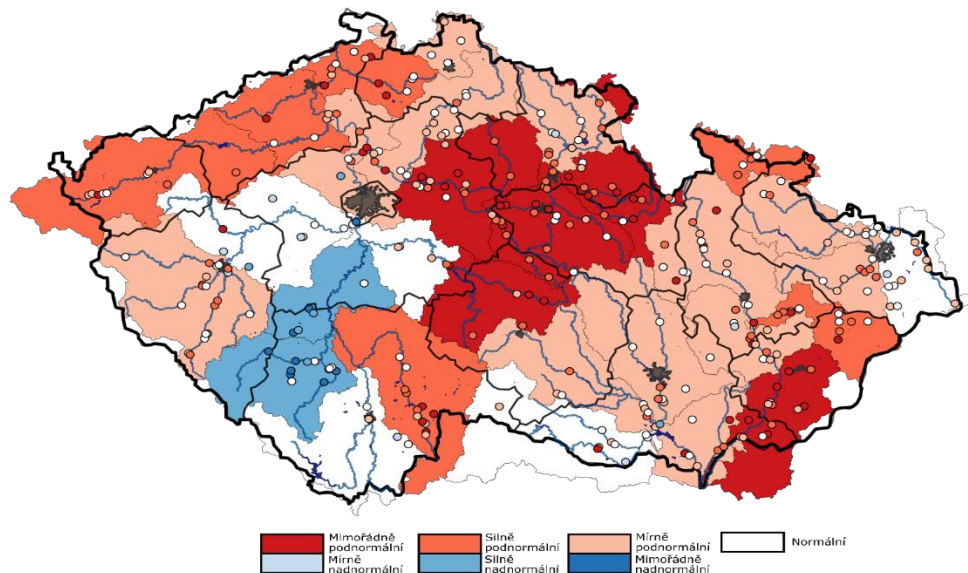 Mimořádně
podnormální
Silně
podnormální
Mírně
podnormální
Normální
Mírně
nadnormální
Silně
nadnormální
Mimořádně
nadnormální